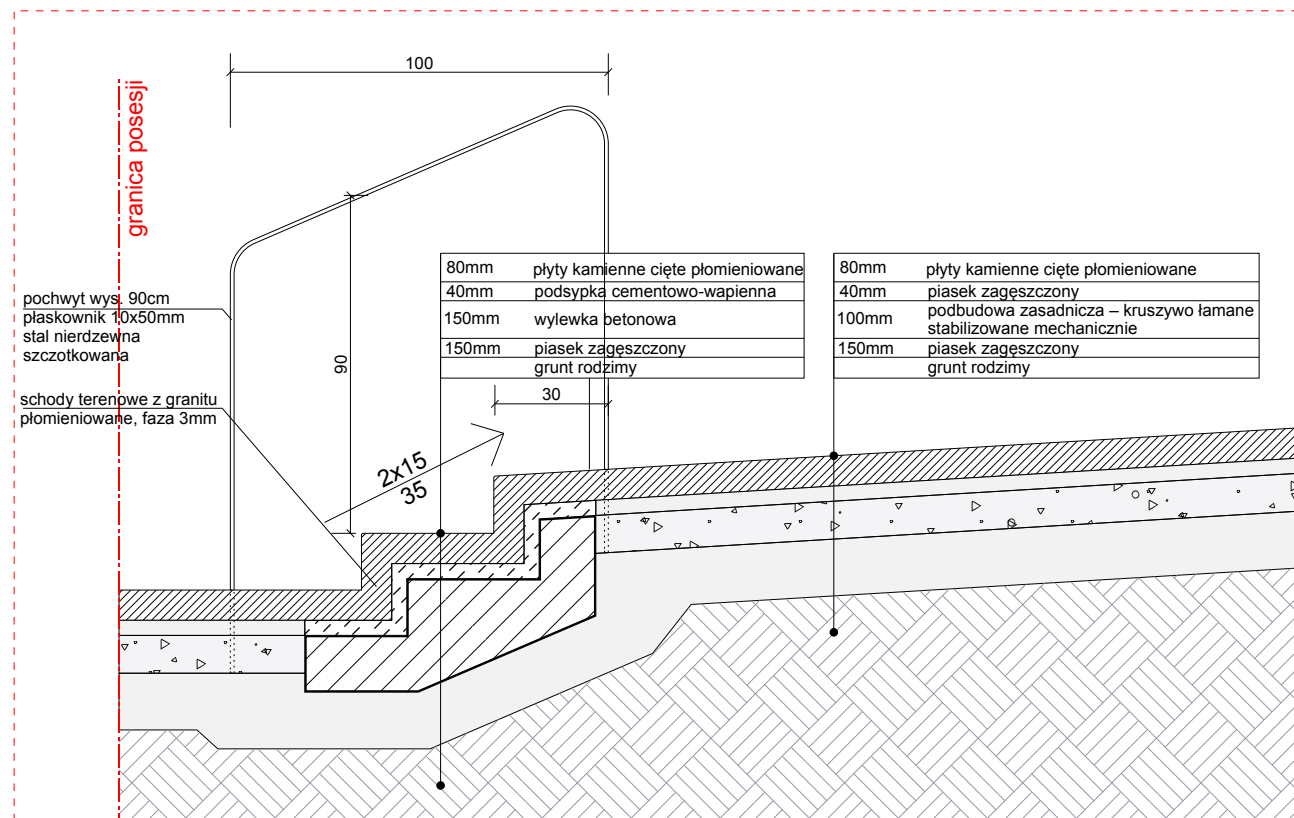 100
granica posesji
80mm płyty kamienne cięte płomieniowane
40mm podsypka cementowo-wapienna
150mm wylewka betonowa
150mm piasek zagęszczony
grunt rodzimy
80mm płyty kamienne cięte płomieniowane
40mm piasek zagęszczony
100mm podbudowa zasadnicza – kruszywo łamane
stabilizowane mechanicznie
150mm piasek zagęszczony
grunt rodzimy
pochwyt wys. 90cm
płaskownik 10x50mm
stal nierdzewna
szczotkowana
90
30
schody terenowe z granitu
płomieniowane, faza 3mm
2x15
35